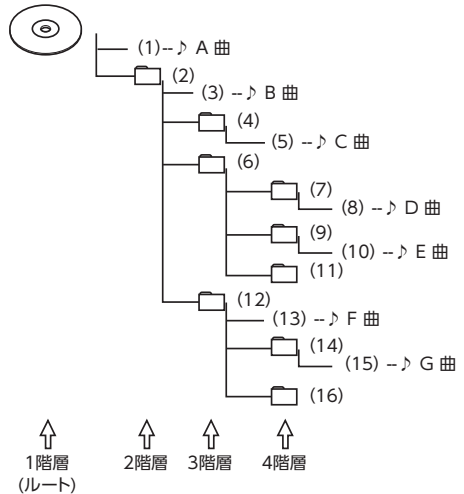 (1)--♪ A 曲
(2)
(3) --♪ B 曲
(4)
(5) --♪ C 曲
(6)
(7)
(8) --♪ D 曲
(9)
(10) --♪ E 曲
(11)
(12)
(13) --♪ F 曲
(14)
(15) --♪ G 曲
(16)
1階層 2階層 3階層 4階層
(ルート)